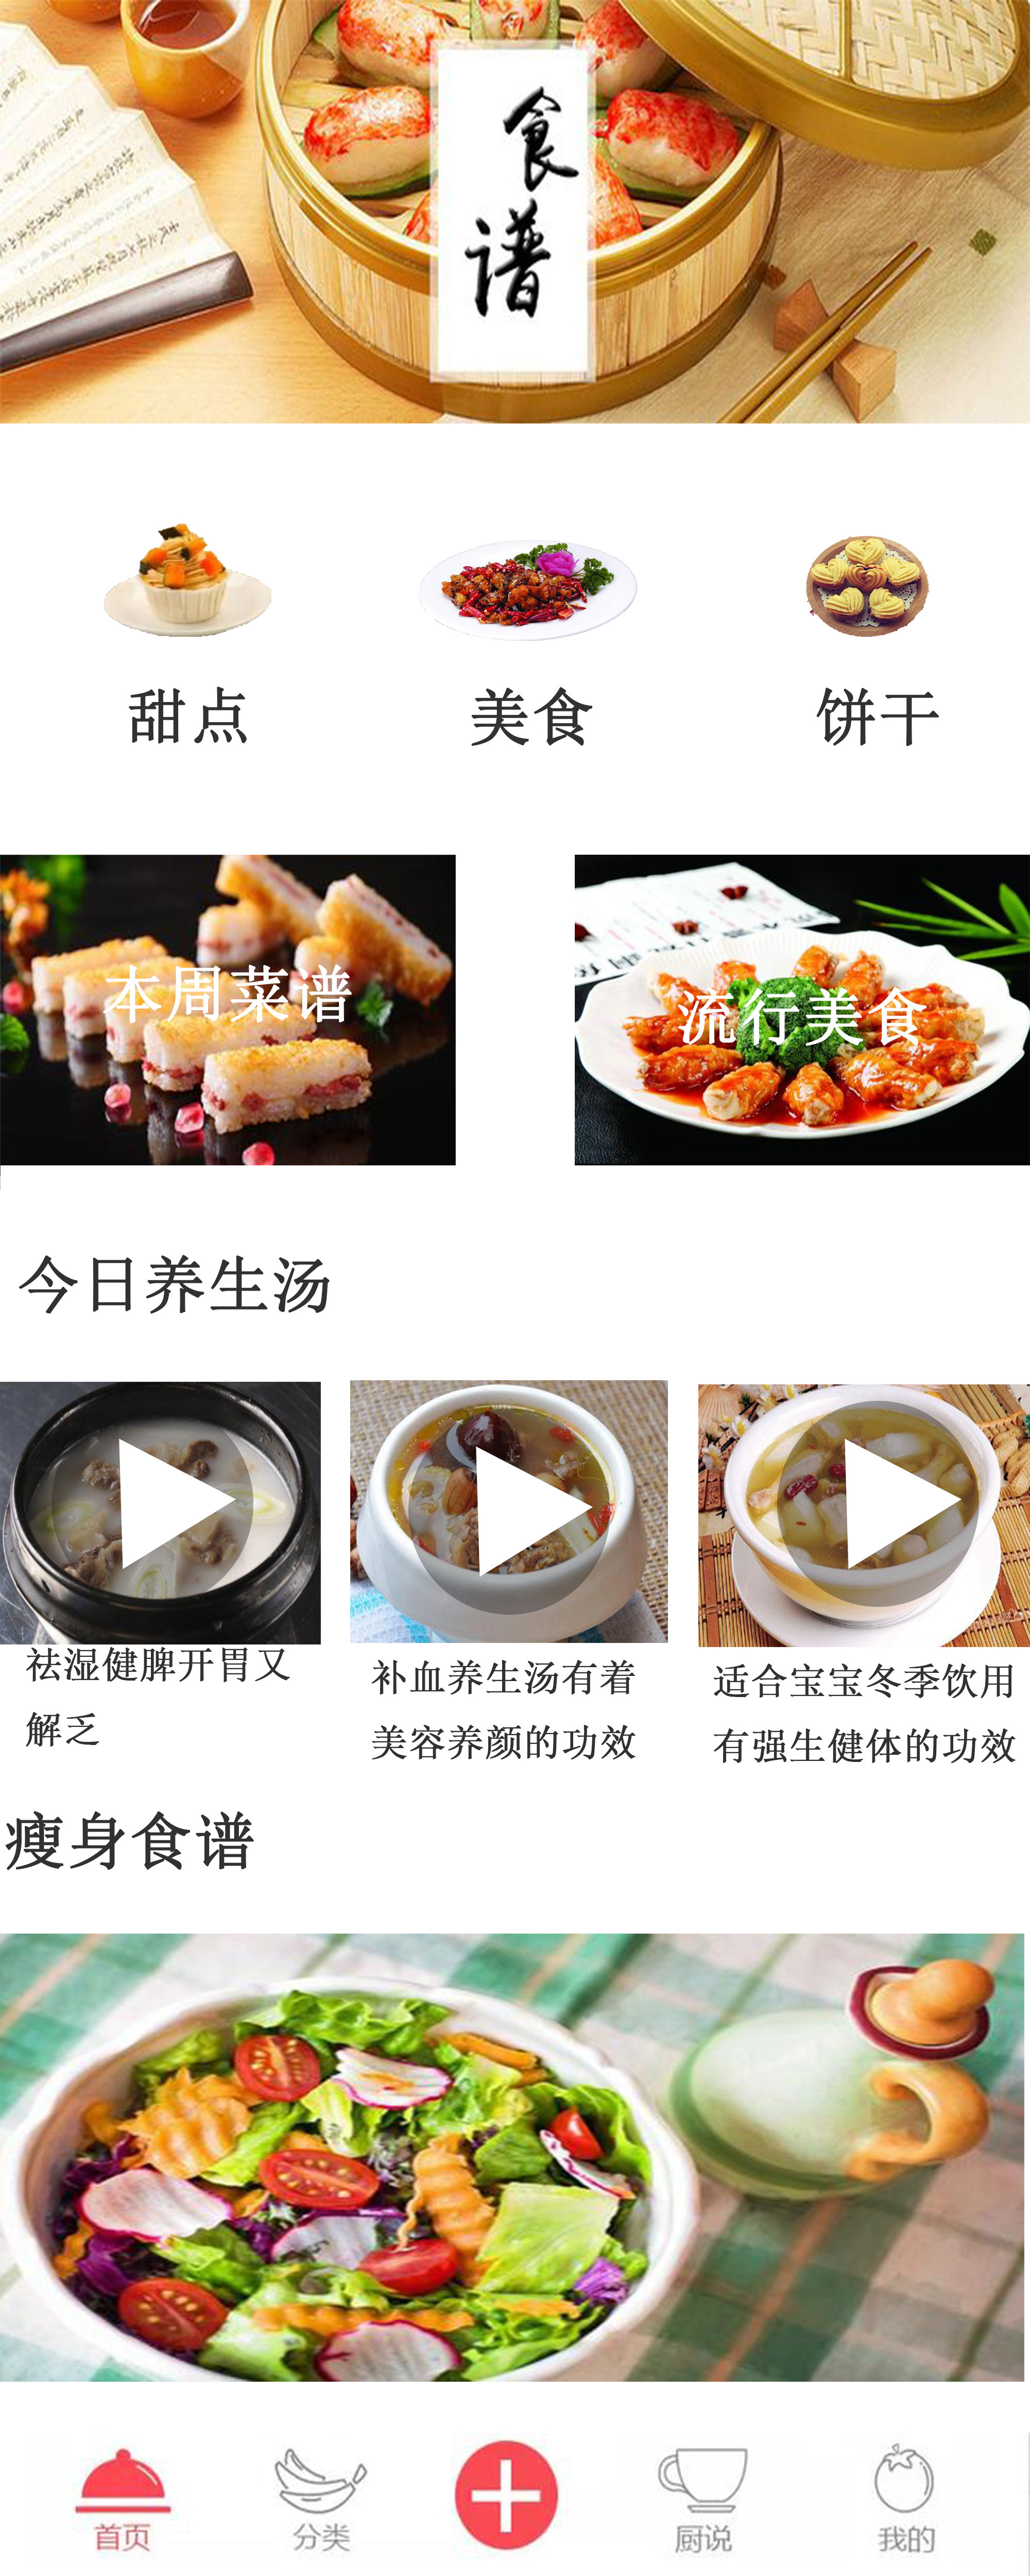 食
谱
甜点
美食
饼干
本周菜谱
流行美食
今日养生汤
祛湿健脾开胃又
解乏
补血养生汤有着
美容养颜的功效
适合宝宝冬季饮用
有强生健体的功效
瘦身食谱
首页
分类
厨说
我的